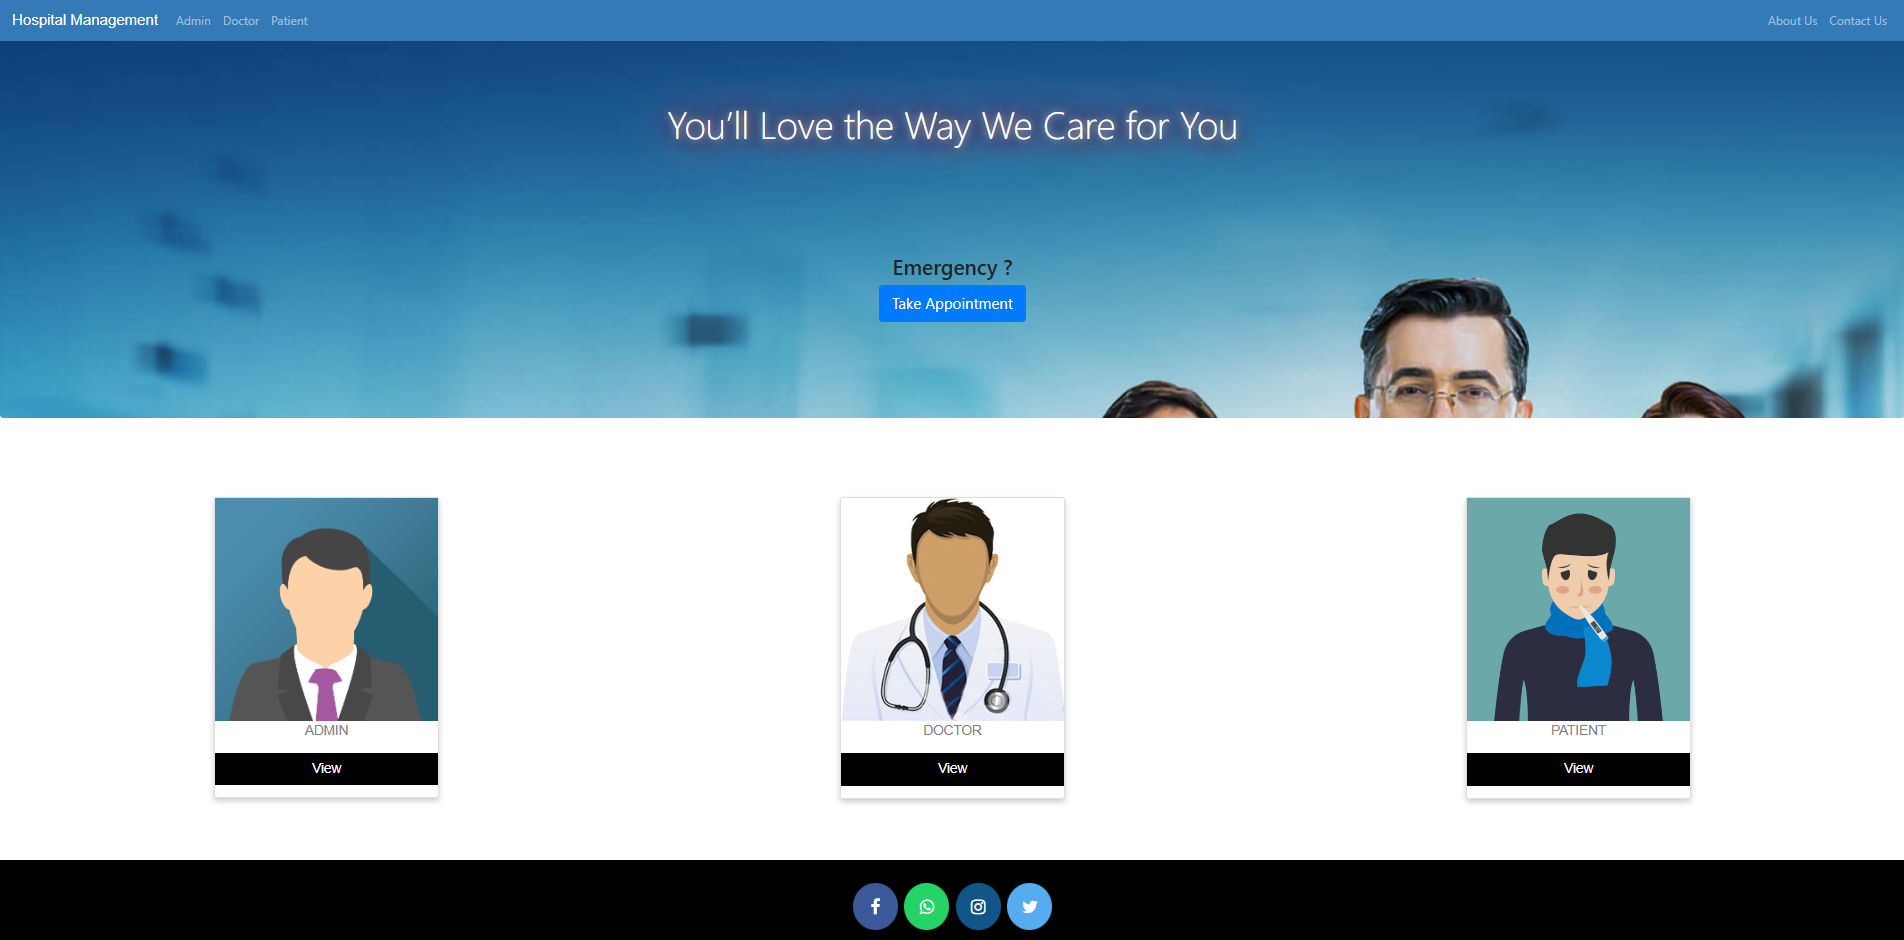 Hospital Management Admin Doctor Patient About Us Contact Us
You’ll Love the Way We Care for You
Emergency ?
Take Appointment
ADMIN DOCTOR PATIENT
View View View